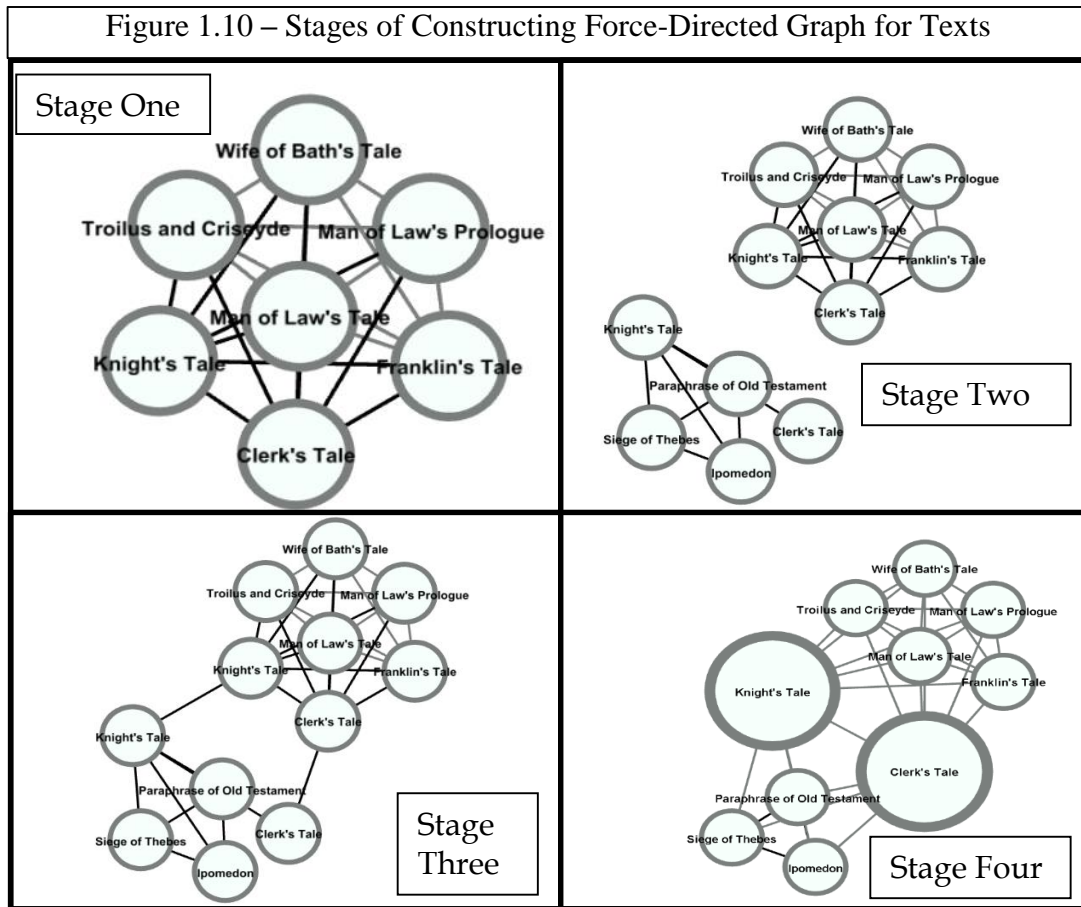 Figure 1.10 – Stages of Constructing Force-Directed Graph for Texts
Stage One
Wife of Bath's Tale
Troilus and Criseyde
Man of Law's Prologue
Man of Law's Tale
Knight's Tale
Franklin's Tale
Clerk's Tale
Wife of Bath's Tale
Troilus and Criseyde
Man of Law's Prologue
Man of Law's Tale
Knight's Tale
Franklin's Tale
Clerk's Tale
Knight's Tale
Paraphrase of Old Testament
Siege of Thebes
Clerk's Tale
Ipomedon
Stage Two
Wife of Bath's Tale
Troilus and Criseyde
Man of Law's Prologue
Man of Law's Tale
Knight's Tale
Franklin's Tale
Clerk's Tale
Knight's Tale
Paraphrase of Old Testament
Siege of Thebes
Clerk's Tale
Ipomedon
Stage
Three
Wife of Bath's Tale
Troilus and Criseyde
Man of Law's Prologue
Man of Law's Tale
Knight's Tale
Franklin's Tale
Clerk's Tale
Paraphrase of Old Testament
Siege of Thebes
Ipomedon
Stage Four